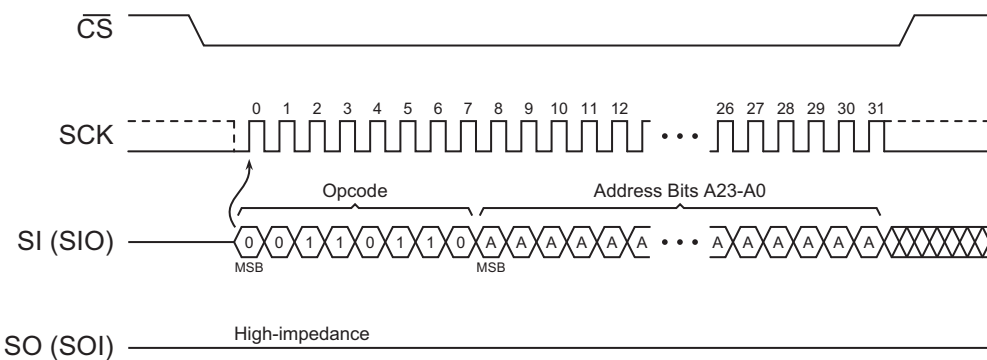 CS
0 1 2 3 4 5 6 7 8 9 10 11 12 26 27 28 29 30 31
SCK
Opcode Address Bits A23-A0
SI (SIO) 0 0 1 1 0 1 1 0 A A A A A A A A A A A A
MSB MSB
High-impedance
SO (SOI)